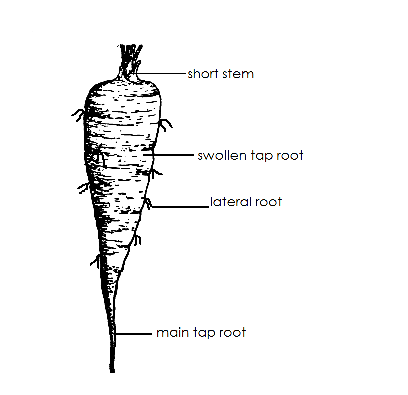 short stem
swollen tap root
lateral root
main tap root